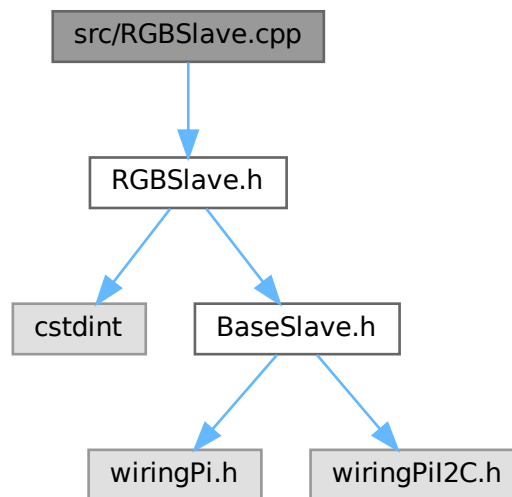 src/RGBSlave.cpp
RGBSlave.h
cstdint
BaseSlave.h
wiringPi.h
wiringPiI2C.h